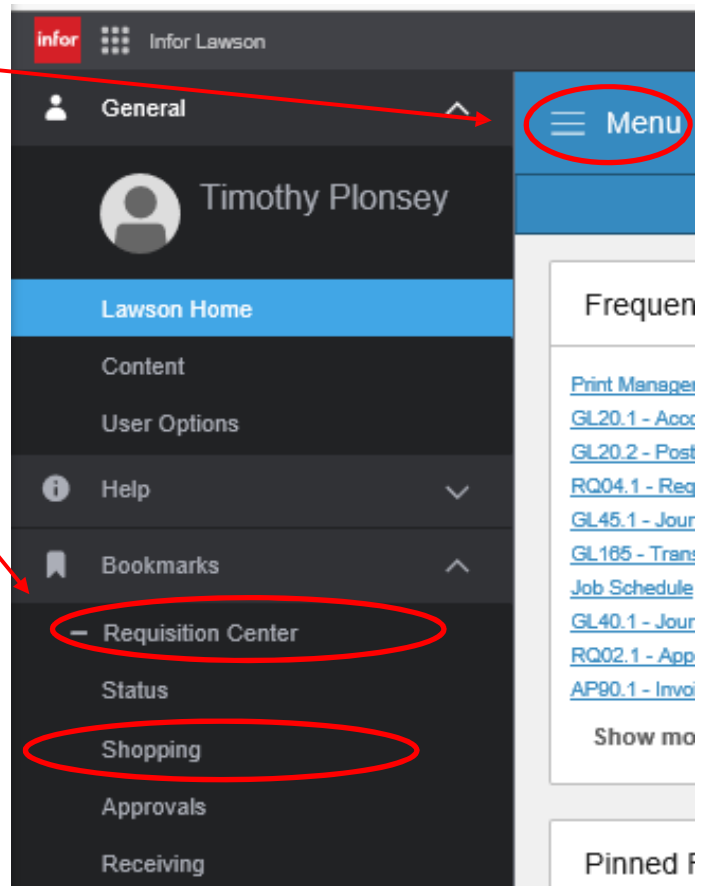 infor Infor Lawson
General
Menu
Timothy Plonsey
Lawson Home
Content
User Options
Help
Bookmarks
Requisition Center
Status
Shopping
Approvals
Receiving
Frequen
Print Manager
GL20.1 - Acco
GL20.2 - Post
RQ04.1 - Req
GL45.1 - Jour
GL165 - Trans
Job Schedule
GL40.1 - Jour
RQ02.1 - App
AP90.1 - Invoi
Show mo
Pinned F